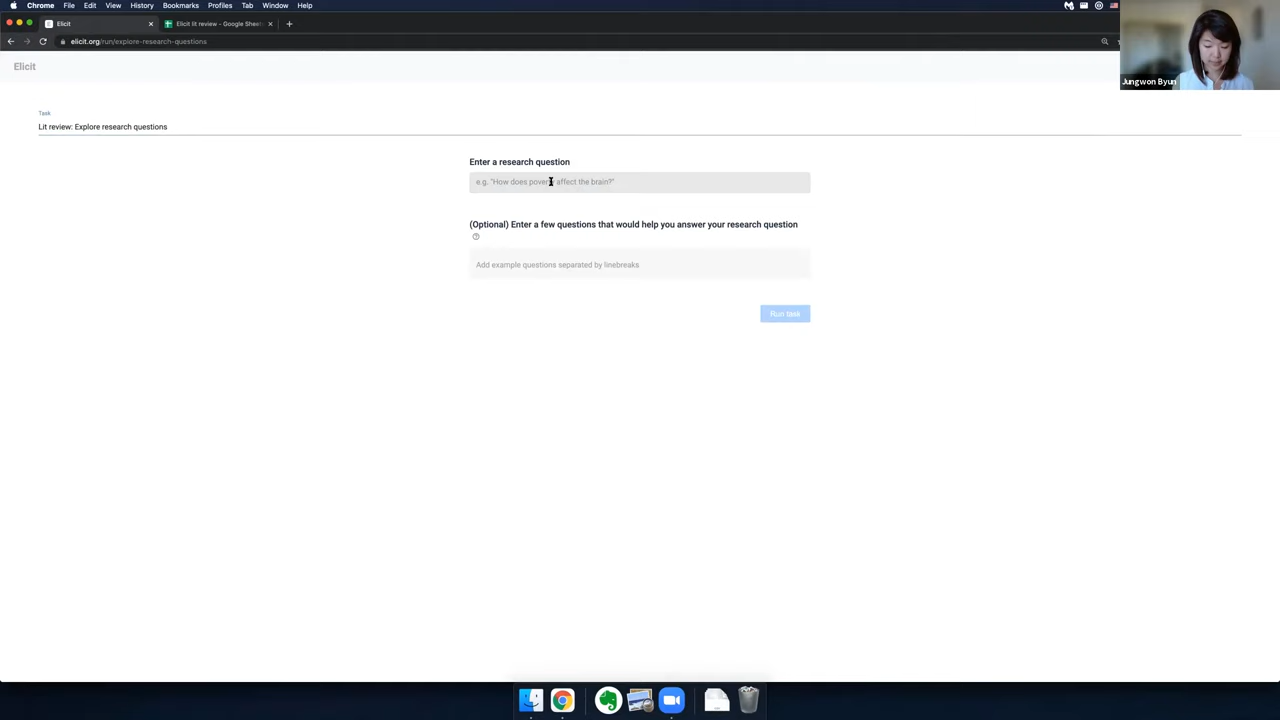 Chrome File Edit View History Bookmarks Profiles Tab Window Help
Elicit
Elicit lit review - Google Sheet
elicit.org/run/explore-research-questions
Jungwon Byun
Elicit
Task
Lit review: Explore research questions
Enter a research question
e.g. "How does poverty affect the brain?"
(Optional) Enter a few questions that would help you answer your research question
Add example questions separated by linebreaks
Run task